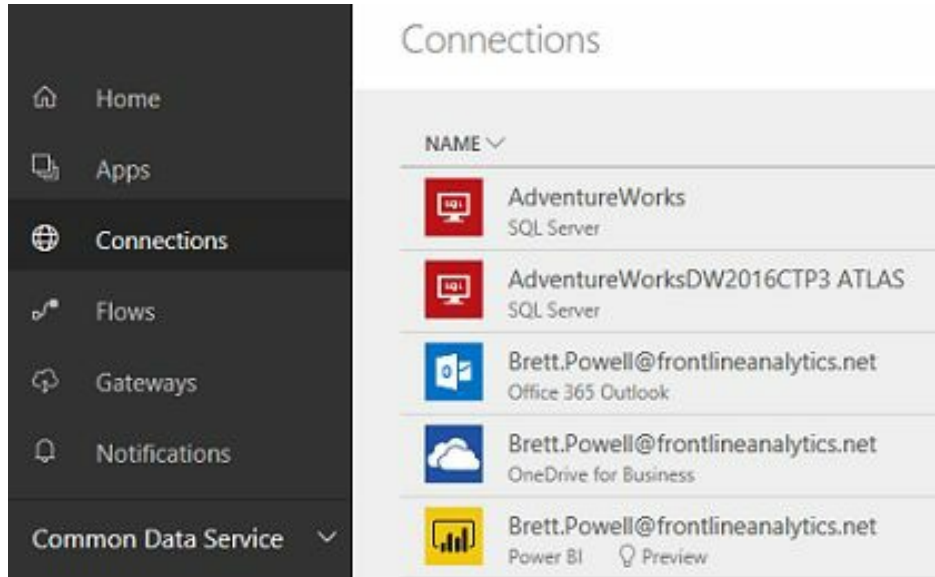 Connections
Home
Apps
Connections
Flows
Gateways
Notifications
Common Data Service
NAME
SQL
AdventureWorks
SQL Server
SQL
AdventureWorksDW2016CTP3 ATLAS
SQL Server
Brett.Powell@frontlineanalytics.net
Office 365 Outlook
Brett.Powell@frontlineanalytics.net
OneDrive for Business
Brett.Powell@frontlineanalytics.net
Power BI Preview